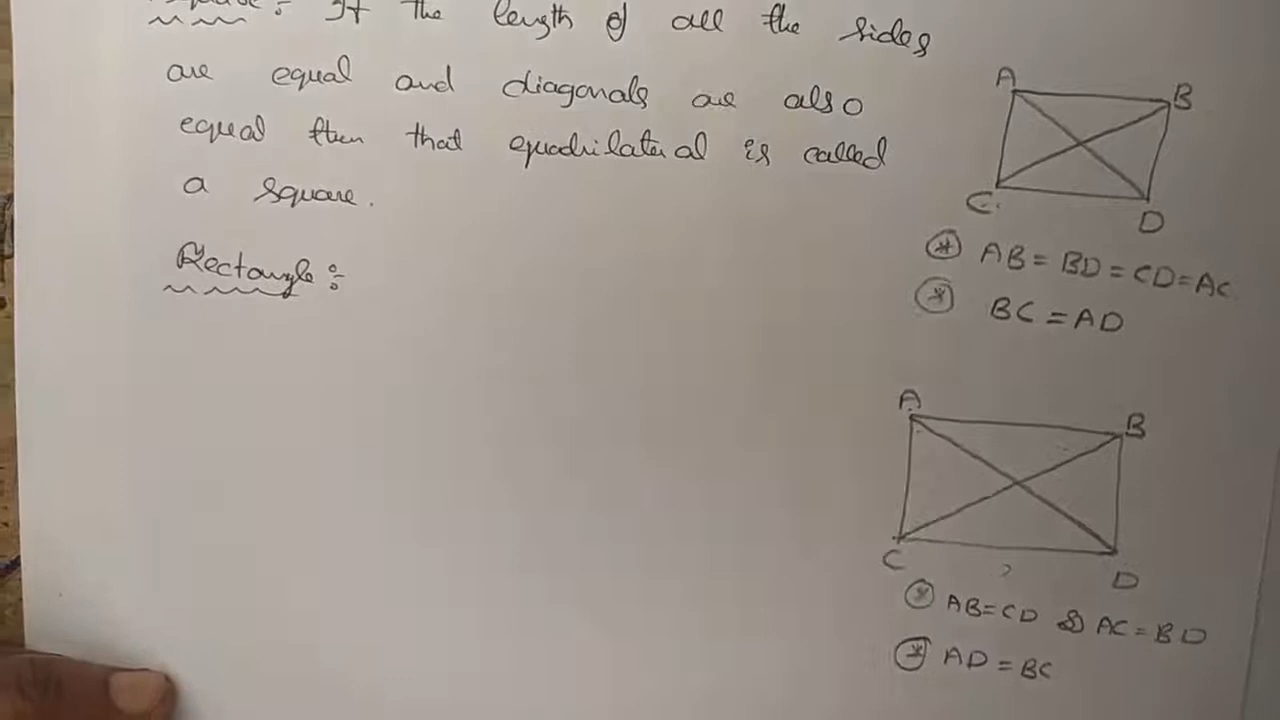 : If the length of all the sides
are equal and diagonals are also
equal then that quadrilateral is called
a square.
A
B
C
D
* AB = BD = CD = AC
* BC = AD
Rectangle :
A
B
C
D
* AB = CD & AC = BD
* AD = BC